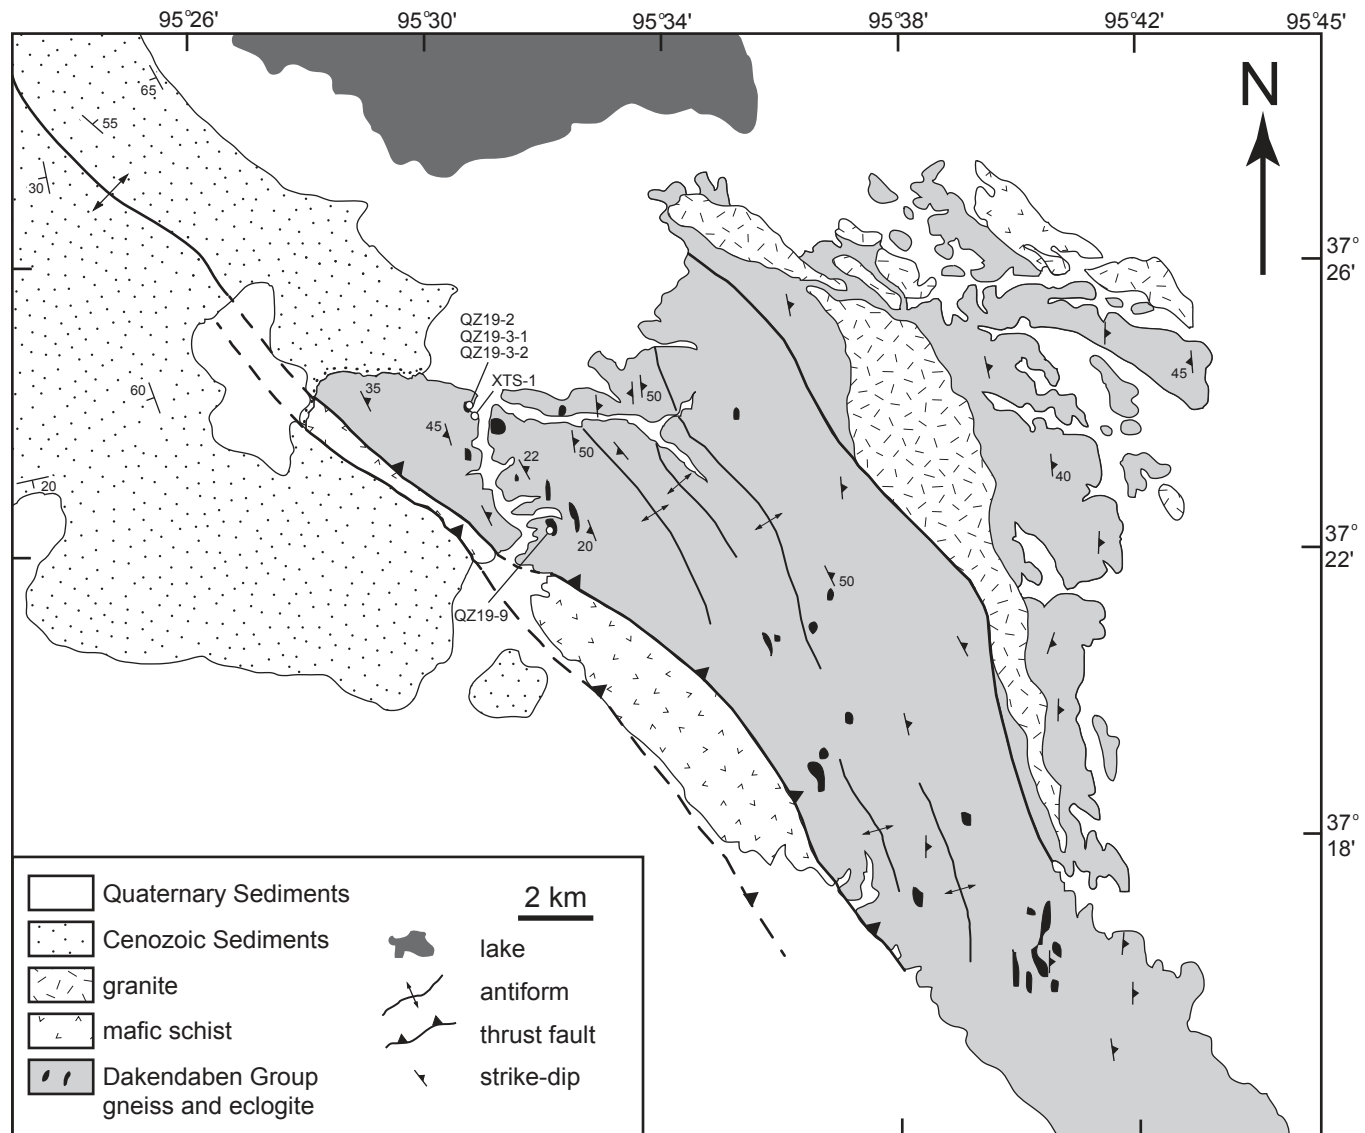 95°26'
95°30'
95°34'
95°38'
95°42'
95°45'
N
65
55
30
37°
26'
QZ19-2
QZ19-3-1
QZ19-3-2
XTS-1
35
50
45
60
45
50
22
40
20
20
37°
22'
50
QZ19-9
37°
18'
Quaternary Sediments
2 km
Cenozoic Sediments
lake
granite
antiform
mafic schist
thrust fault
Dakendaben Group
gneiss and eclogite
strike-dip